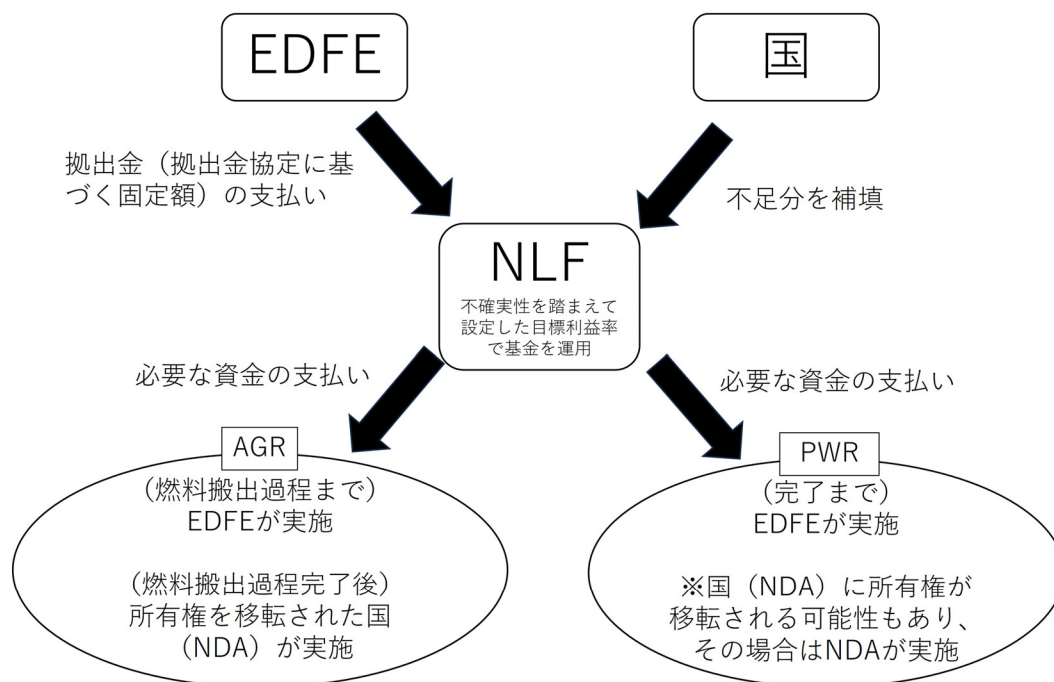 EDFE
国
拠出金（拠出金協定に基
づく固定額）の支払い
不足分を補填
NLF
不確実性を踏まえて
設定した目標利益率
で基金を運用
必要な資金の支払い
必要な資金の支払い
AGR
（燃料搬出過程まで）
EDFEが実施
（燃料搬出過程完了後）
所有権を移転された国
（NDA）が実施
PWR
（完了まで）
EDFEが実施
※国（NDA）に所有権が
移転される可能性もあり、
その場合はNDAが実施